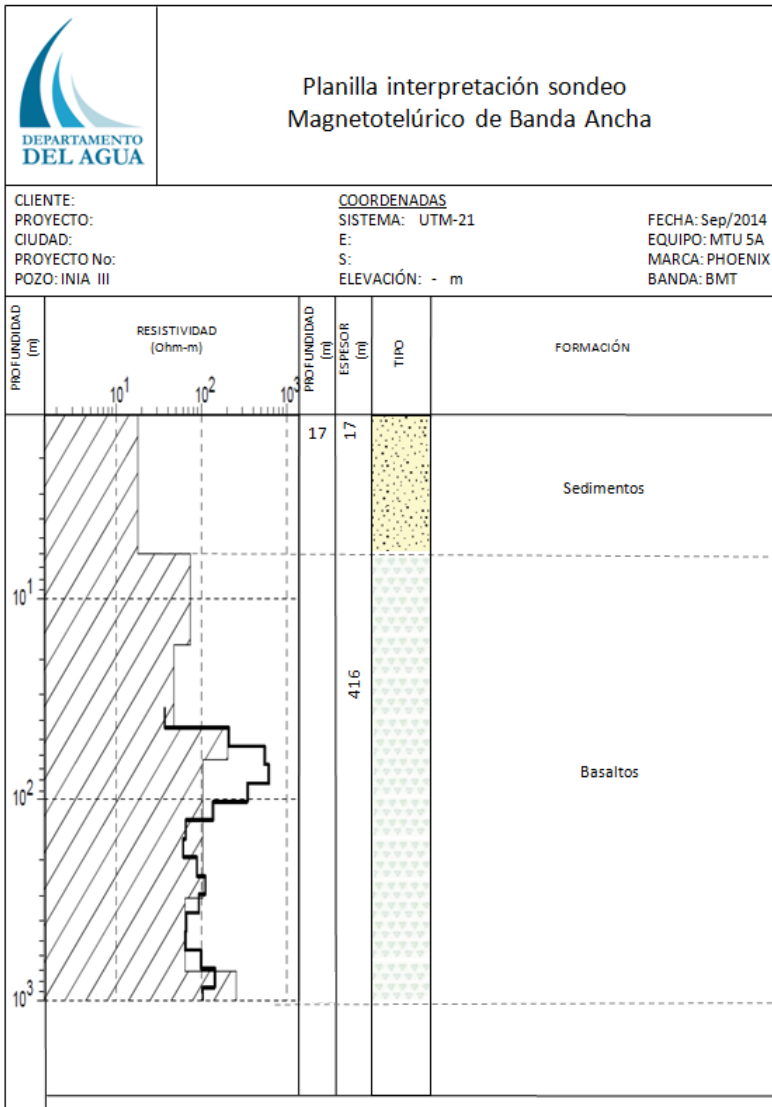 DEPARTAMENTO
DEL AGUA
Planilla interpretación sondeo
Magnetotelúrico de Banda Ancha
CLIENTE:
PROYECTO:
CIUDAD:
PROYECTO No:
POZO: INIA III
COORDENADAS
SISTEMA: UTM-21
E:
S:
ELEVACIÓN: - m
FECHA: Sep/2014
EQUIPO: MTU 5A
MARCA: PHOENIX
BANDA: BMT
PROFUNDIDAD
(m)
RESISTIVIDAD
(Ohm-m)
10¹ 10² 10³
PROFUNDIDAD
(m)
ESPESOR
(m)
TIPO
FORMACIÓN
17
17
Sedimentos
10¹
416
Basaltos
10²
10³